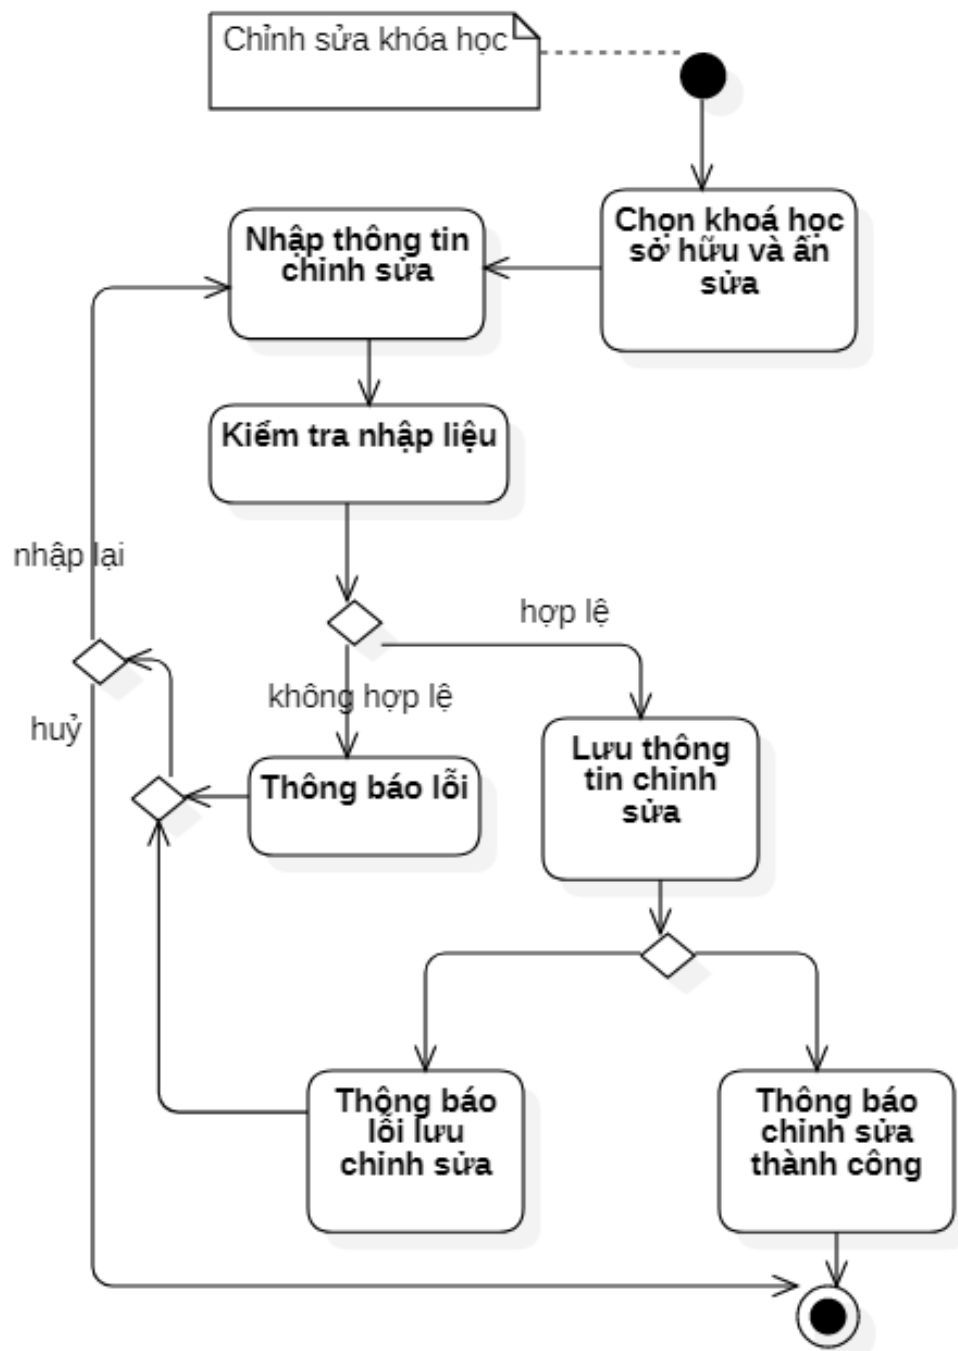 Chỉnh sửa khóa học
Chọn khoá học
sở hữu và ấn
sửa
Nhập thông tin
chỉnh sửa
Kiểm tra nhập liệu
nhập lại
hợp lệ
không hợp lệ
huỷ
Lưu thông
tin chỉnh
sửa
Thông báo lỗi
Thông báo
lỗi lưu
chỉnh sửa
Thông báo
chỉnh sửa
thành công